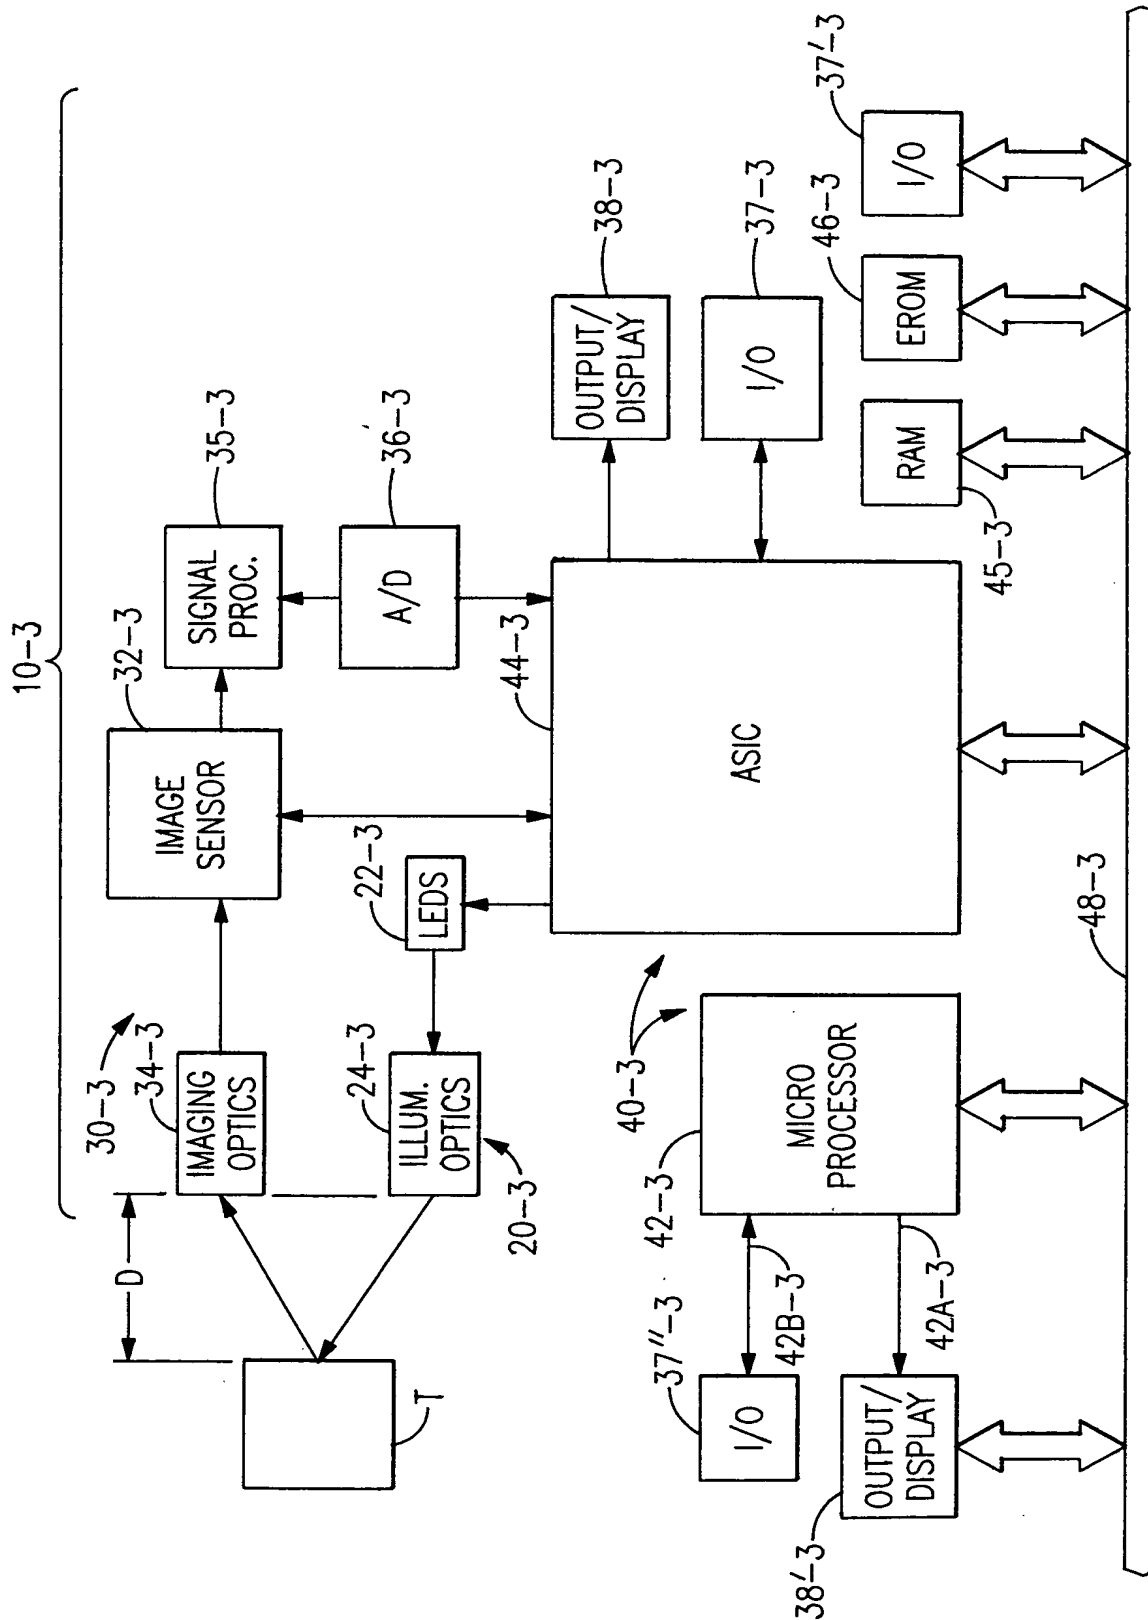 10-3
30-3
34-3
IMAGING
OPTICS
32-3
IMAGE
SENSOR
35-3
SIGNAL
PROC.
36-3
A/D
D
T
20-3
24-3
ILLUM.
OPTICS
22-3
LEDS
44-3
ASIC
38-3
OUTPUT/
DISPLAY
37-3
I/O
40-3
42-3
MICRO
PROCESSOR
37''-3
I/O
42B-3
42A-3
38'-3
OUTPUT/
DISPLAY
45-3
RAM
46-3
EROM
37'-3
I/O
48-3